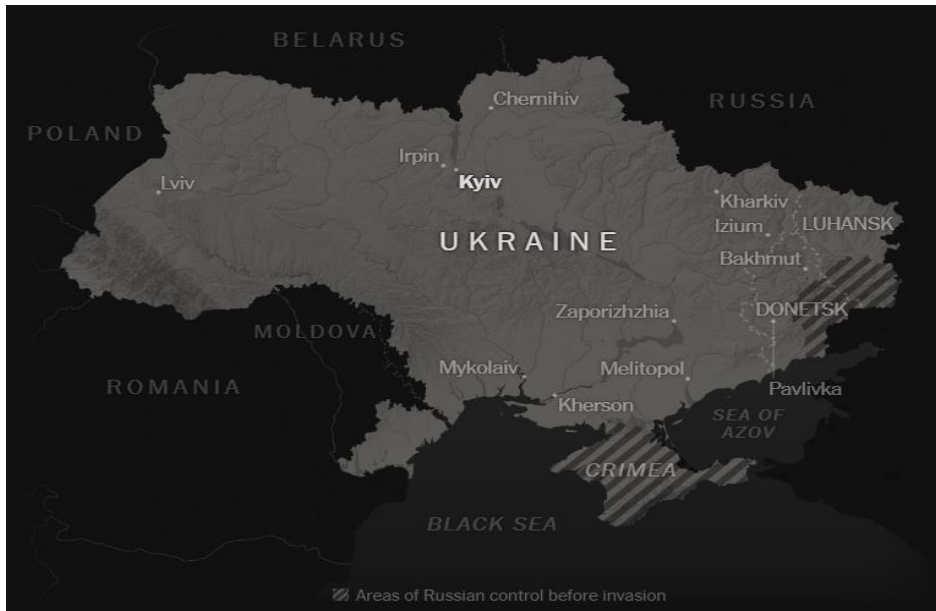 BELARUS
Chernihiv
RUSSIA
POLAND
Irpin
Kyiv
Lviv
Kharkiv
LUHANSK
Izium
UKRAINE
Bakhmut
Zaporizhzhia
DONETSK
MOLDOVA
Mykolaiv
Melitopol
ROMANIA
Pavlivka
Kherson
SEA OF
AZOV
CRIMEA
BLACK SEA
Areas of Russian control before invasion